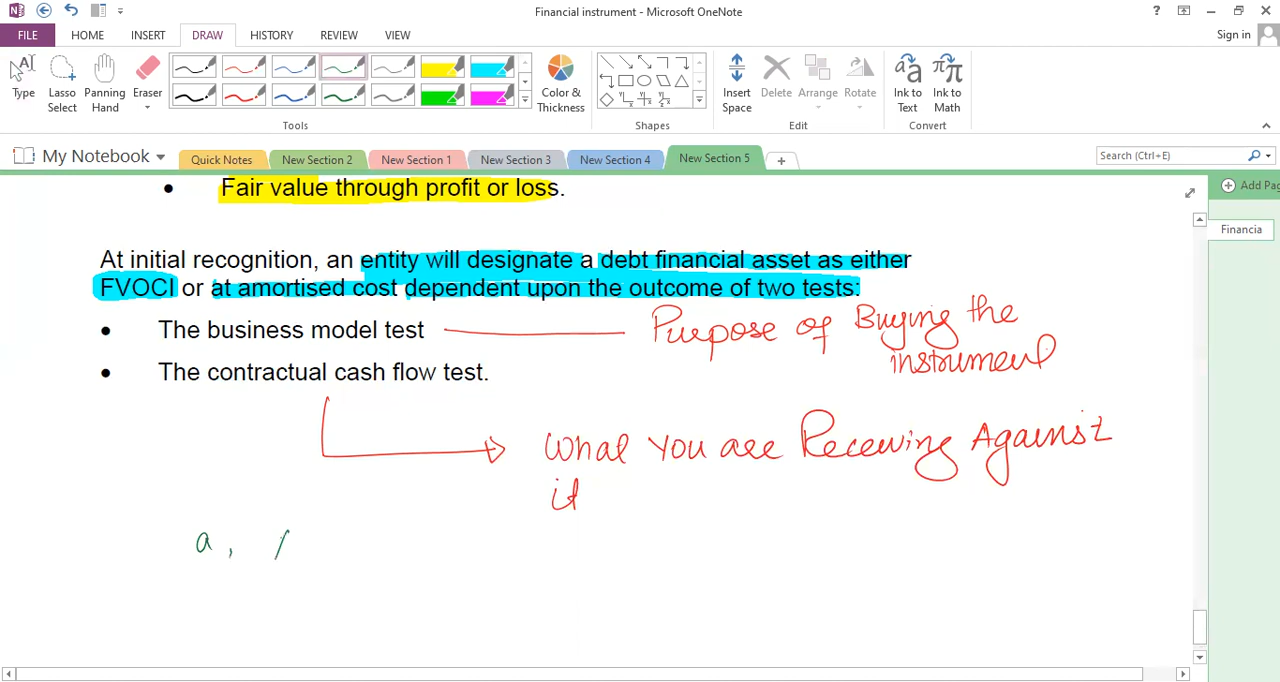 Financial instrument - Microsoft OneNote
?
FILE HOME INSERT DRAW HISTORY REVIEW VIEW
Sign in
Type
Lasso Select
Panning Hand
Eraser
Color & Thickness
Insert Space
Delete
Arrange
Rotate
Ink to Text
Ink to Math
Tools
Shapes
Edit
Convert
My Notebook
Quick Notes
New Section 2
New Section 1
New Section 3
New Section 4
New Section 5
Search (Ctrl+E)
Add Pag
Financia
• Fair value through profit or loss.
At initial recognition, an entity will designate a debt financial asset as either
FVOCI or at amortised cost dependent upon the outcome of two tests:
• The business model test
Purpose of Buying the
instrument
• The contractual cash flow test.
What You are Receving Against
it
a,